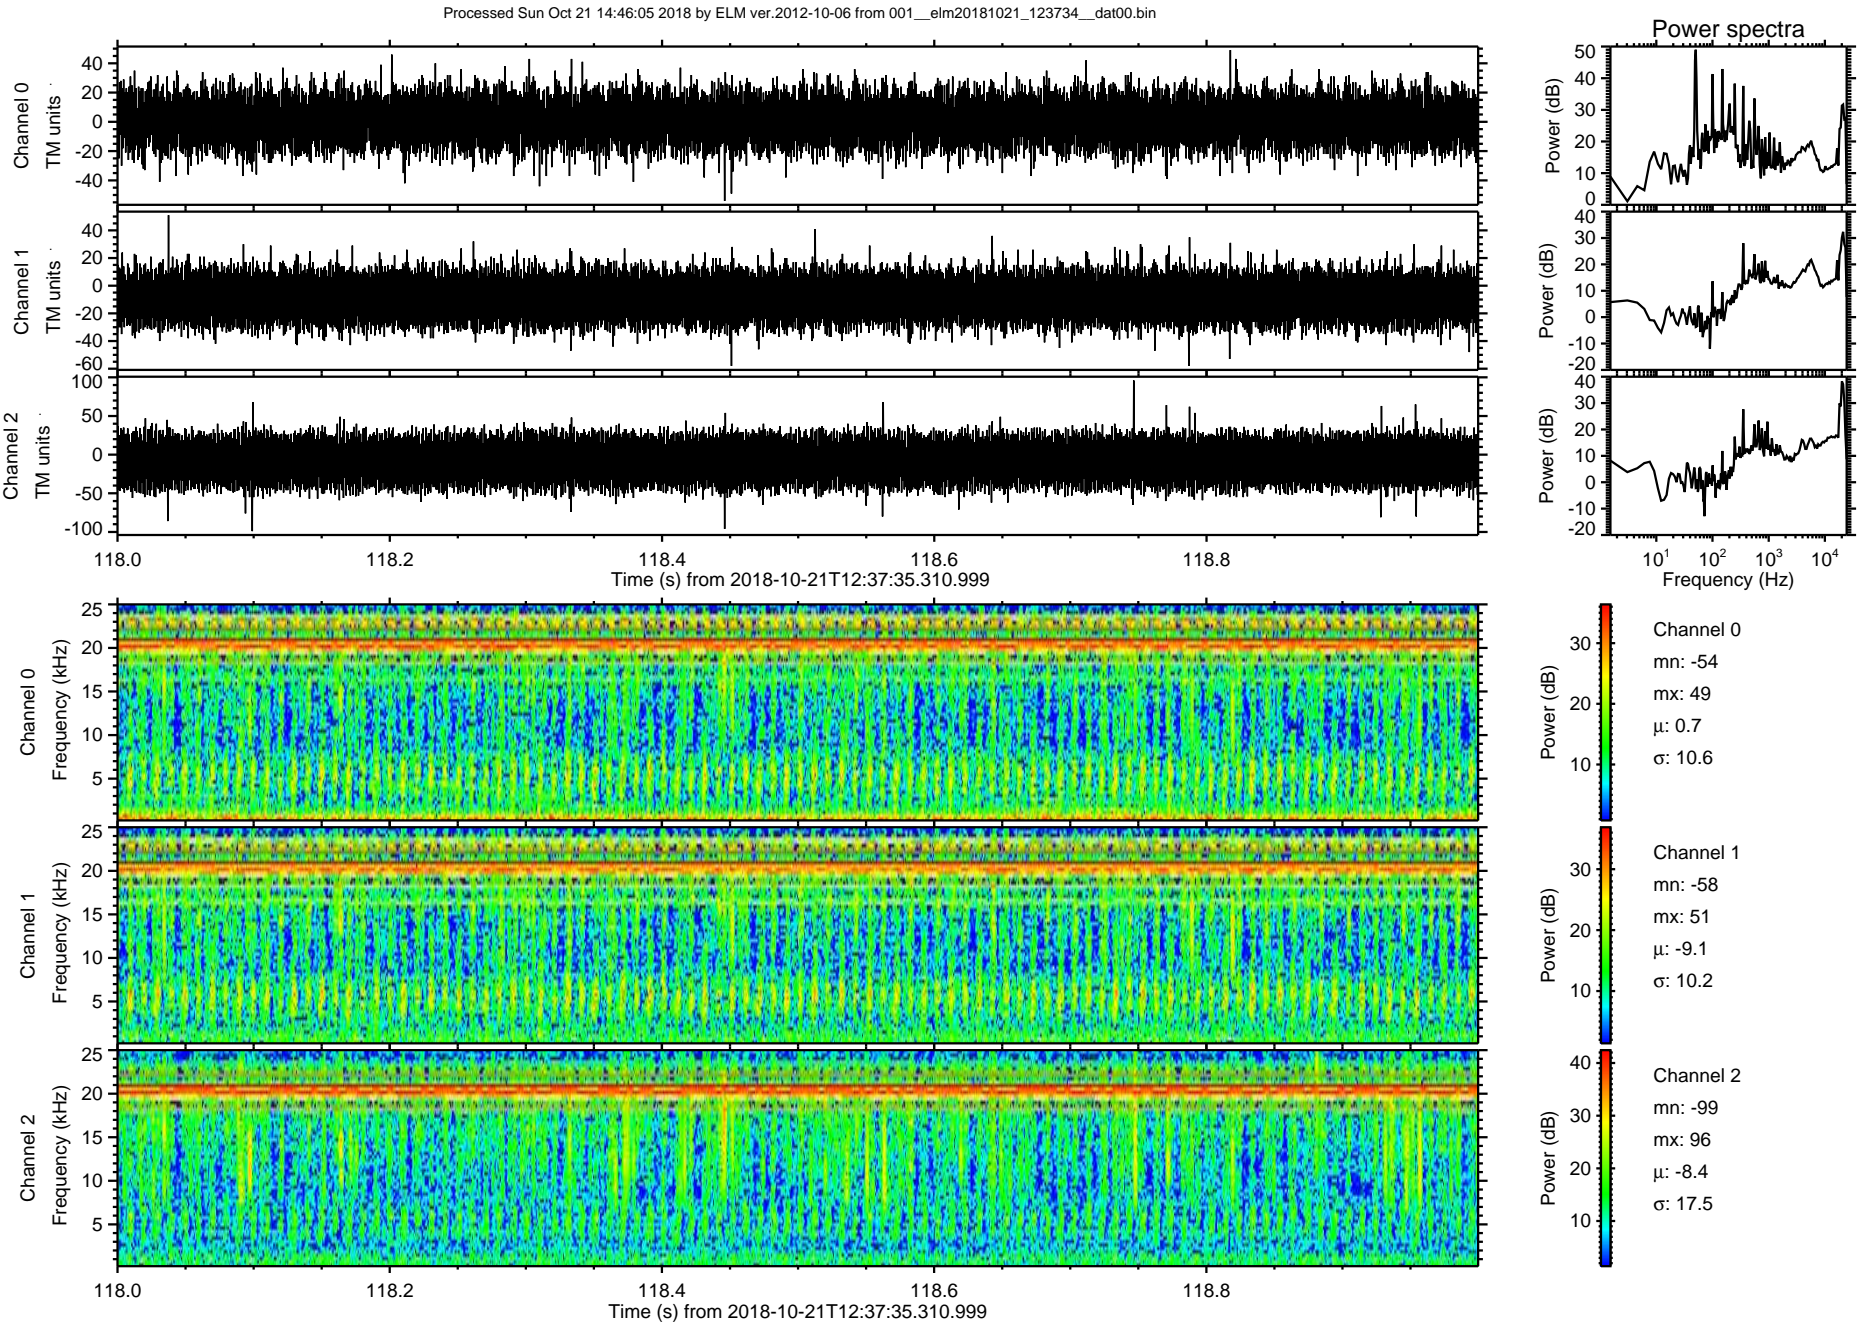 Processed Sun Oct 21 14:46:05 2018 by ELM ver.2012-10-06 from 001__elm20181021_123734__dat00.bin
Power spectra
Channel 0
TM units
40
20
0
-20
-40
Power (dB)
50
40
30
20
10
0
Channel 1
TM units
40
20
0
-20
-40
-60
Power (dB)
40
30
20
10
0
-10
-20
Channel 2
TM units
100
50
0
-50
-100
Power (dB)
40
30
20
10
0
-10
-20
118.0 118.2 118.4 118.6 118.8
Time (s) from 2018-10-21T12:37:35.310.999
10¹ 10² 10³ 10⁴
Frequency (Hz)
Channel 0
Frequency (kHz)
25
20
15
10
5
Power (dB)
30
20
10
Channel 0
mn: -54
mx: 49
µ: 0.7
σ: 10.6
Channel 1
Frequency (kHz)
25
20
15
10
5
Power (dB)
30
20
10
Channel 1
mn: -58
mx: 51
µ: -9.1
σ: 10.2
Channel 2
Frequency (kHz)
25
20
15
10
5
Power (dB)
40
30
20
10
Channel 2
mn: -99
mx: 96
µ: -8.4
σ: 17.5
118.0 118.2 118.4 118.6 118.8
Time (s) from 2018-10-21T12:37:35.310.999